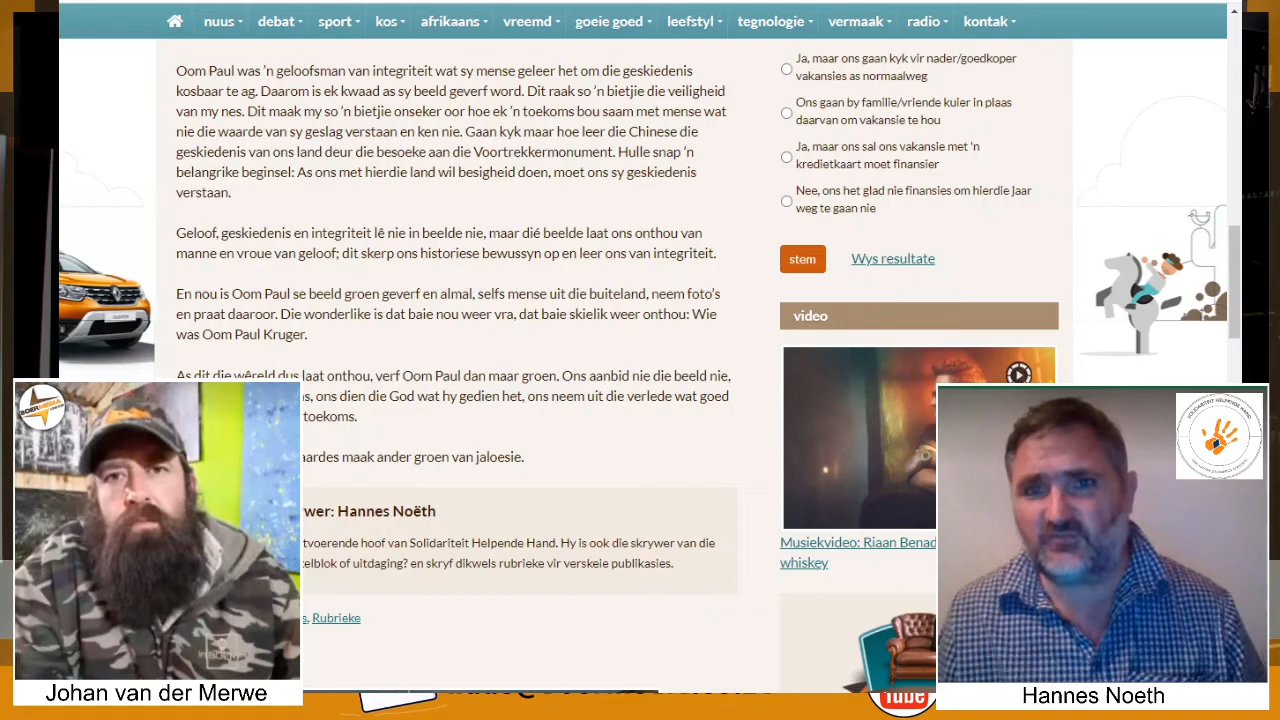 nuus debat sport kos afrikaans vreemd goeie goed leefstyl tegnologie vermaak radio kontak
Oom Paul was 'n geloofsman van integriteit wat sy mense geleer het om die geskiedenis
kosbaar te ag. Daarom is ek kwaad as sy beeld geverf word. Dit raak so 'n bietjie die veiligheid
van my nes. Dit maak my so 'n bietjie onseker oor hoe ek 'n toekoms bou saam met mense wat
nie die waarde van sy geslag verstaan en ken nie. Gaan kyk maar hoe leer die Chinese die
geskiedenis van ons land deur die besoeke aan die Voortrekkermonument. Hulle snap 'n
belangrike beginsel: As ons met hierdie land wil besigheid doen, moet ons sy geskiedenis
verstaan.
Geloof, geskiedenis en integriteit lê nie in beelde nie, maar dié beelde laat ons onthou van
manne en vroue van geloof; dit skerp ons historiese bewussyn op en leer ons van integriteit.
En nou is Oom Paul se beeld groen geverf en almal, selfs mense uit die buiteland, neem foto's
en praat daaroor. Die wonderlike is dat baie nou weer vra, dat baie skielik weer onthou: Wie
was Oom Paul Kruger.
As dit die wêreld dus laat onthou, verf Oom Paul dan maar groen. Ons aanbid nie die beeld nie,
ons dien die God wat hy gedien het, ons neem uit die verlede wat goed
toekoms.
maak ander groen van jaloesie.
Hannes Noëth
hoof van Solidariteit Helpende Hand. Hy is ook die skrywer van die
of uitdaging? en skryf dikwels rubrieke vir verskeie publikasies.
Rubrieke
Ja, maar ons gaan kyk vir nader/goedkoper
vakansies as normaalweg
Ons gaan by familie/vriende kuier in plaas
daarvan om vakansie te hou
Ja, maar ons sal ons vakansie met 'n
kredietkaart moet finansier
Nee, ons het glad nie finansies om hierdie jaar
weg te gaan nie
stem Wys resultate
video
Musiekvideo: Riaan
whiskey
BOERMEDIA
SOLIDARITEIT HELPENDE HAND
Johan van der Merwe
Hannes Noeth
Tube